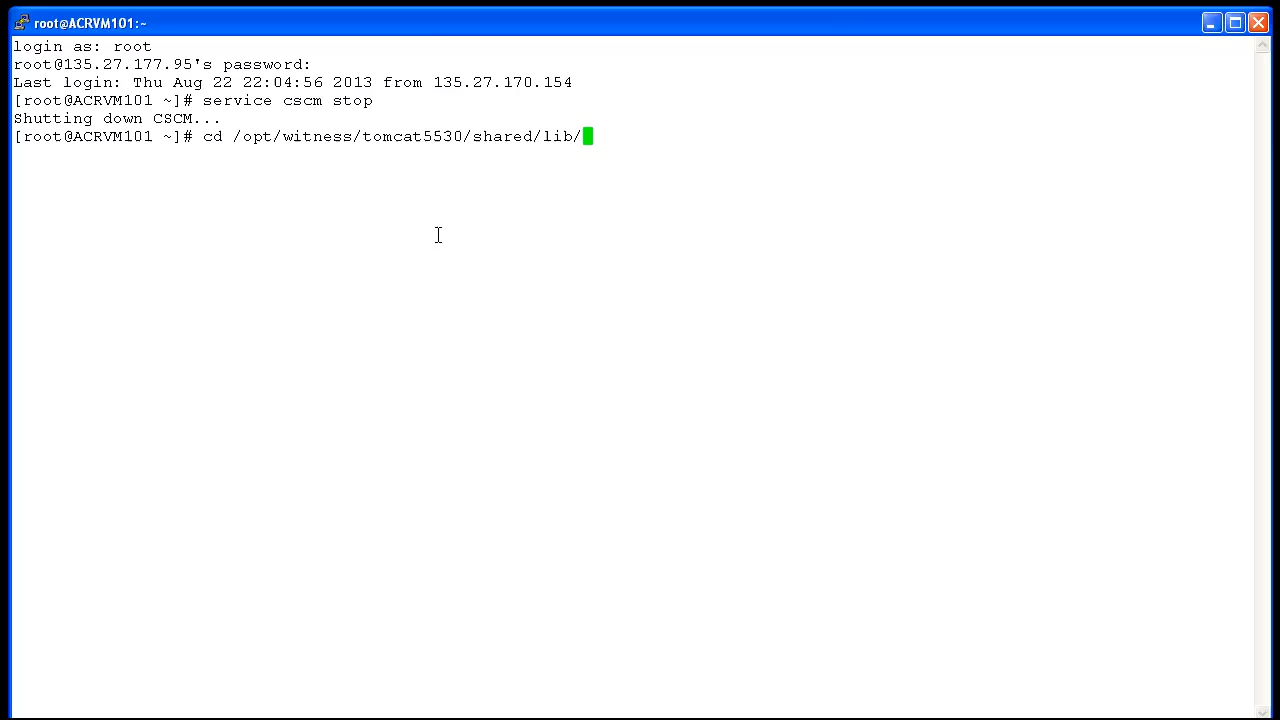 root@ACRVM101:~
login as: root
root@135.27.177.95's password:
Last login: Thu Aug 22 22:04:56 2013 from 135.27.170.154
[root@ACRVM101 ~]# service cscm stop
Shutting down CSCM...
[root@ACRVM101 ~]# cd /opt/witness/tomcat5530/shared/lib/